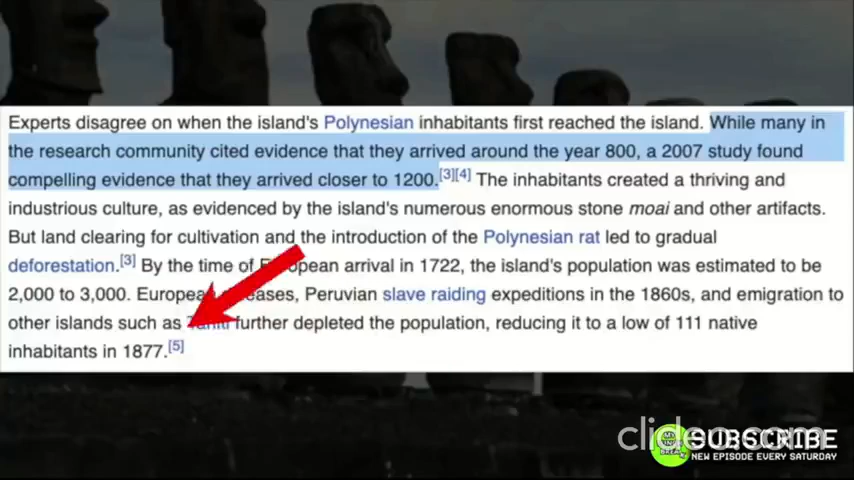 Experts disagree on when the island's Polynesian inhabitants first reached the island. While many in
the research community cited evidence that they arrived around the year 800, a 2007 study found
compelling evidence that they arrived closer to 1200.[3][4] The inhabitants created a thriving and
industrious culture, as evidenced by the island's numerous enormous stone moai and other artifacts.
But land clearing for cultivation and the introduction of the Polynesian rat led to gradual
deforestation.[3] By the time of European arrival in 1722, the island's population was estimated to be
2,000 to 3,000. European diseases, Peruvian slave raiding expeditions in the 1860s, and emigration to
other islands such as Tahiti further depleted the population, reducing it to a low of 111 native
inhabitants in 1877.[5]
clideo.com
SUBSCRIBE
NEW EPISODE EVERY SATURDAY